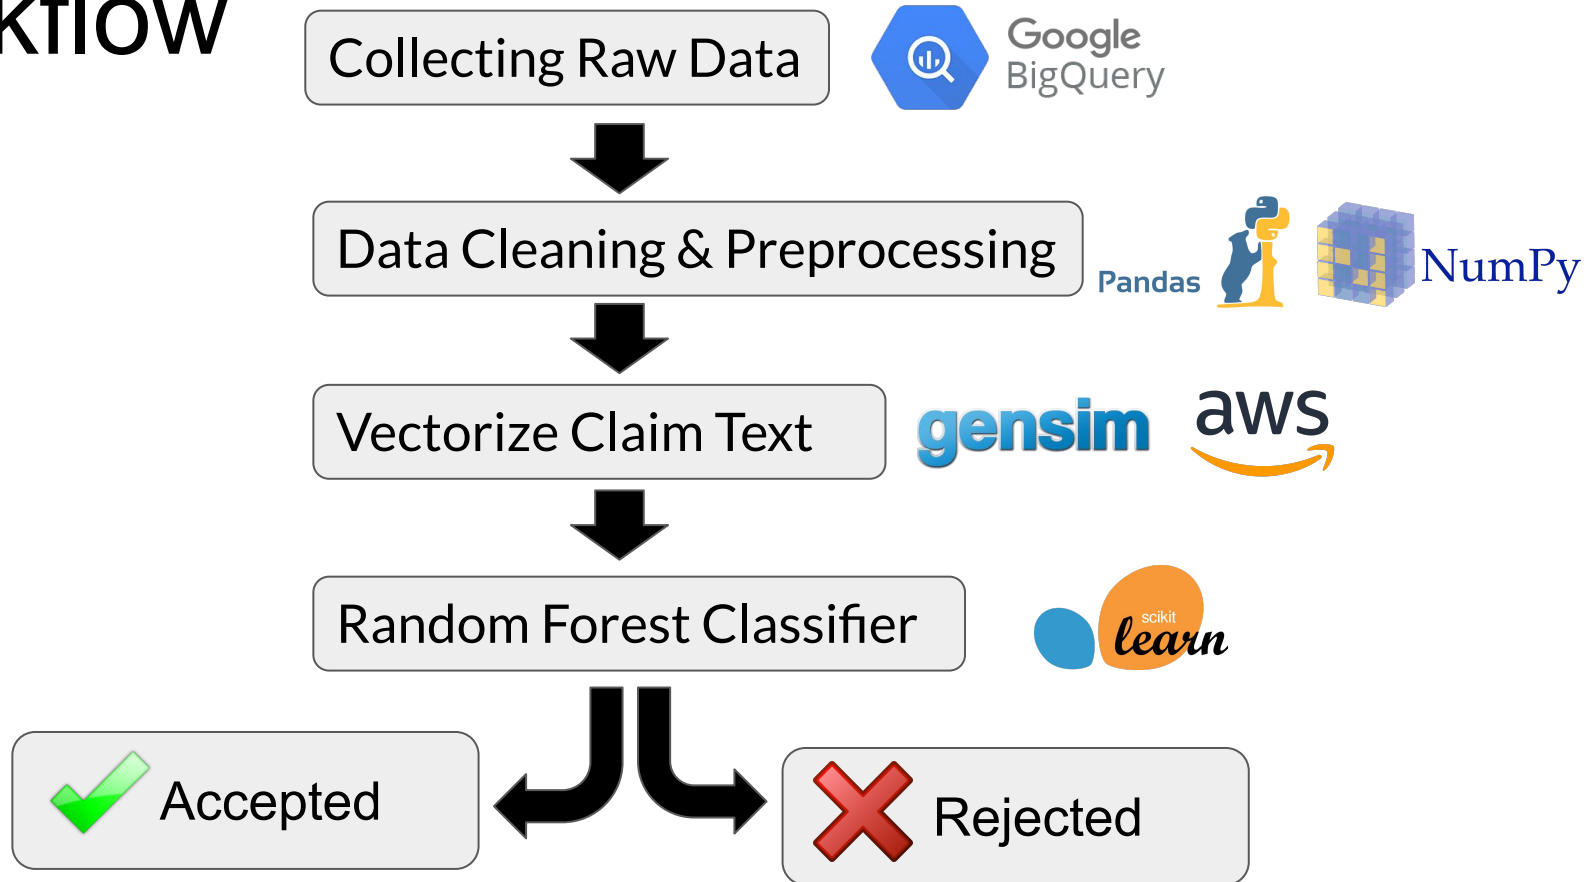 kflow
Collecting Raw Data
Google
BigQuery
Data Cleaning & Preprocessing
Pandas
NumPy
Vectorize Claim Text
gensim
aws
Random Forest Classifier
scikit
learn
Accepted
Rejected